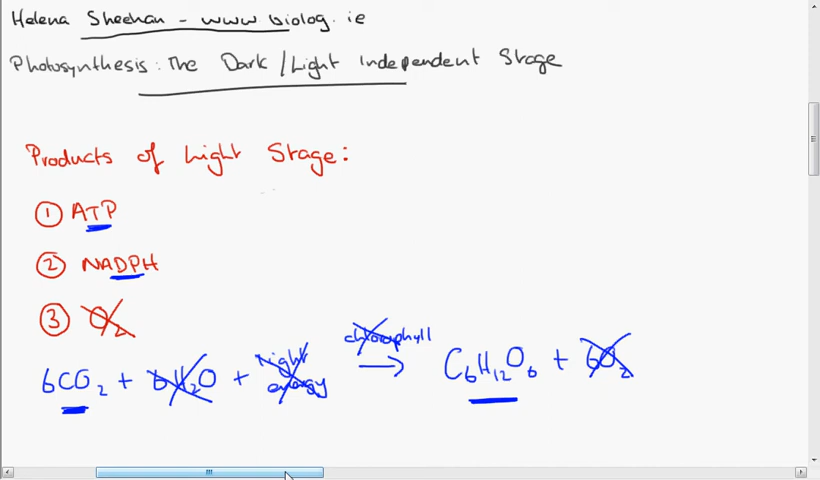 Helena Sheehan - www.biolog.ie
Photosynthesis: The Dark/Light Independent Stage
Products of Light Stage:
① ATP
② NADPH
③ O₂
chlorophyll
6CO₂ + 6H₂O + light energy → C₆H₁₂O₆ + 6O₂